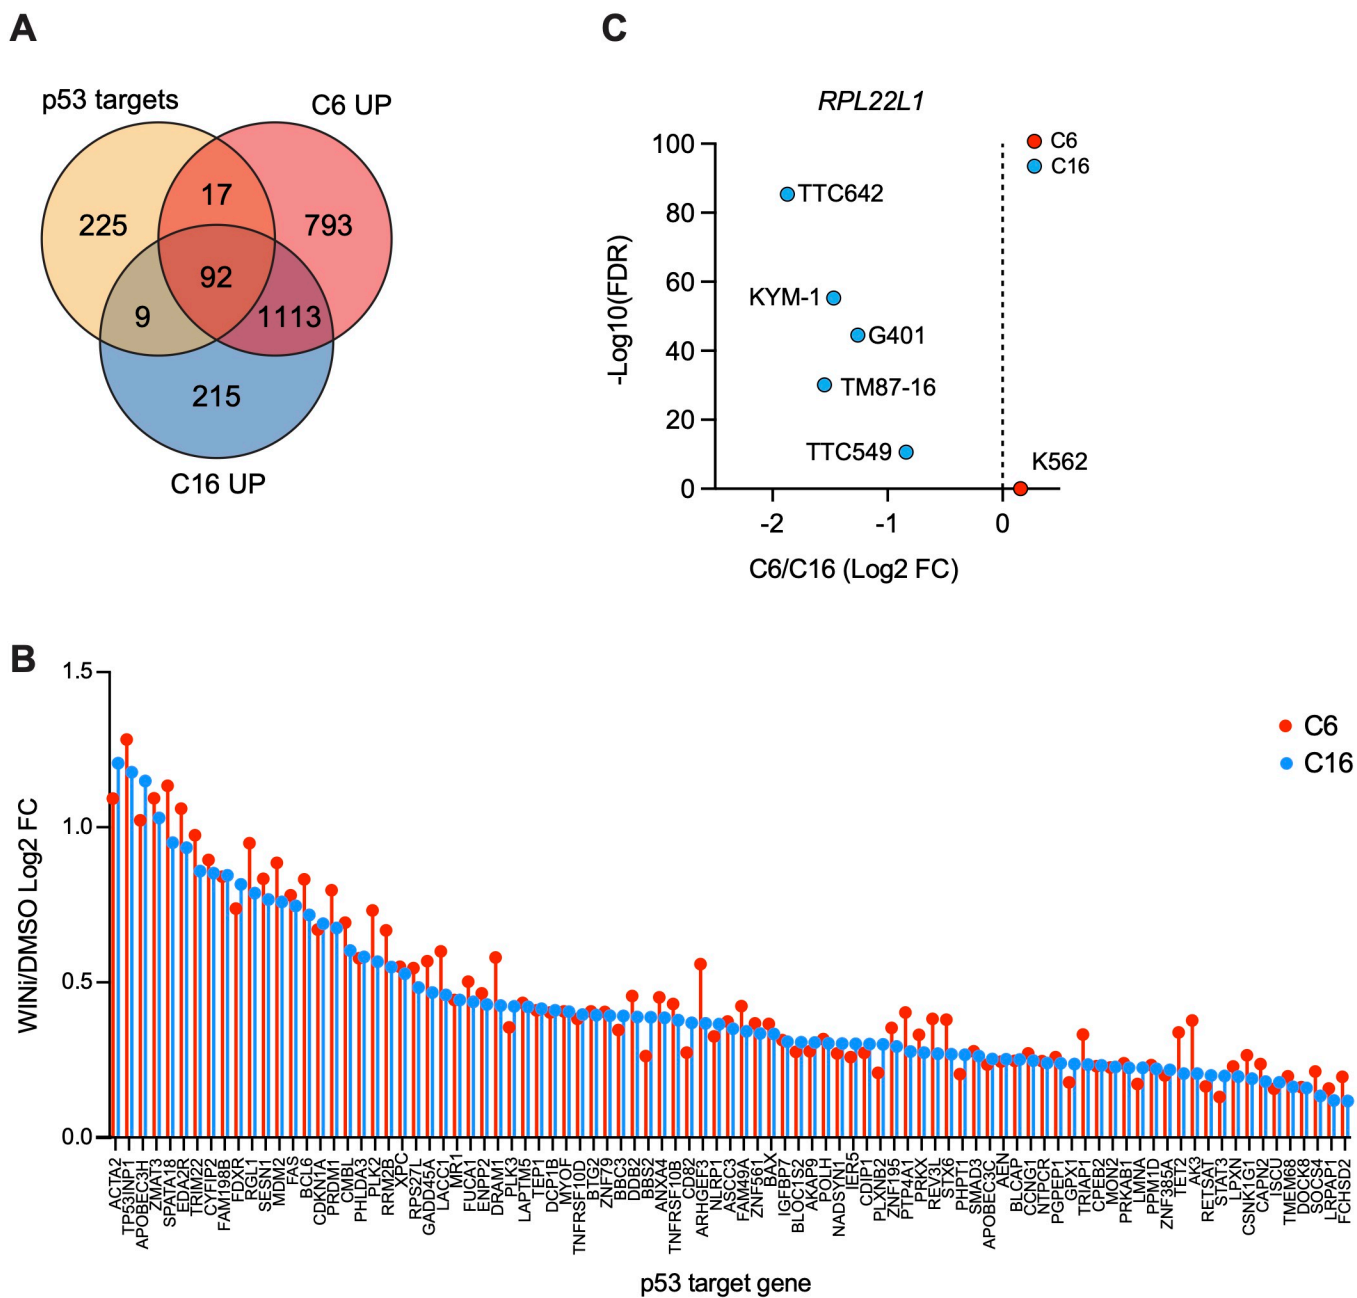 A
p53 targets
C6 UP
17
225
793
92
9
1113
215
C16 UP
C
RPL22L1
C6
C16
-Log10(FDR)
100
80
60
40
20
0
TTC642
KYM-1
G401
TM87-16
TTC549
K562
-2
-1
0
C6/C16 (Log2 FC)
B
WINi/DMSO Log2 FC
1.5
1.0
0.5
0.0
C6
C16
ACTA2
TP53INP1
APOBEC3H
ZMAT3
SPATA18
EDA2R
TRIM22
CYFIP2
FAM198B
FDXR
RGL1
SESN1
MDM2
FAS
BCL6
CDKN1A
PRDM1
CMBL
PHLDA3
PLK2
RRM2B
XPC
RPS27L
GADD45A
LACC1
MR1
FUCA1
ENPP2
DRAM1
PLK3
LAPTM5
TEP1
DCP1B
MYOF
TNFRSF10D
BTG2
ZNF79
BBC3
DDB2
BBS2
ANXA4
TNFRSF10B
CD82
ARHGEF3
NLRP1
ASCC3
FAM49A
ZNF561
BAX
IGFBP7
BLOC1S2
AKAP9
POLH
NADSYN1
IER5
CDIP1
PLXNB2
ZNF195
PTP4A1
PRKX
REV3L
STX6
PHPT1
SMAD3
APOBEC3C
AEN
BLCAP
CCNG1
NTPCR
PGPEP1
GPX1
TRIAP1
CPEB2
MON2
PRKAB1
LMNA
PPM1D
ZNF385A
TET2
AK3
RETSAT
STAT3
LPXN
CSNK1G1
CAPN2
ISCU
TMEM68
DOCK8
SOCS4
LRPAP1
FCHSD2
p53 target gene